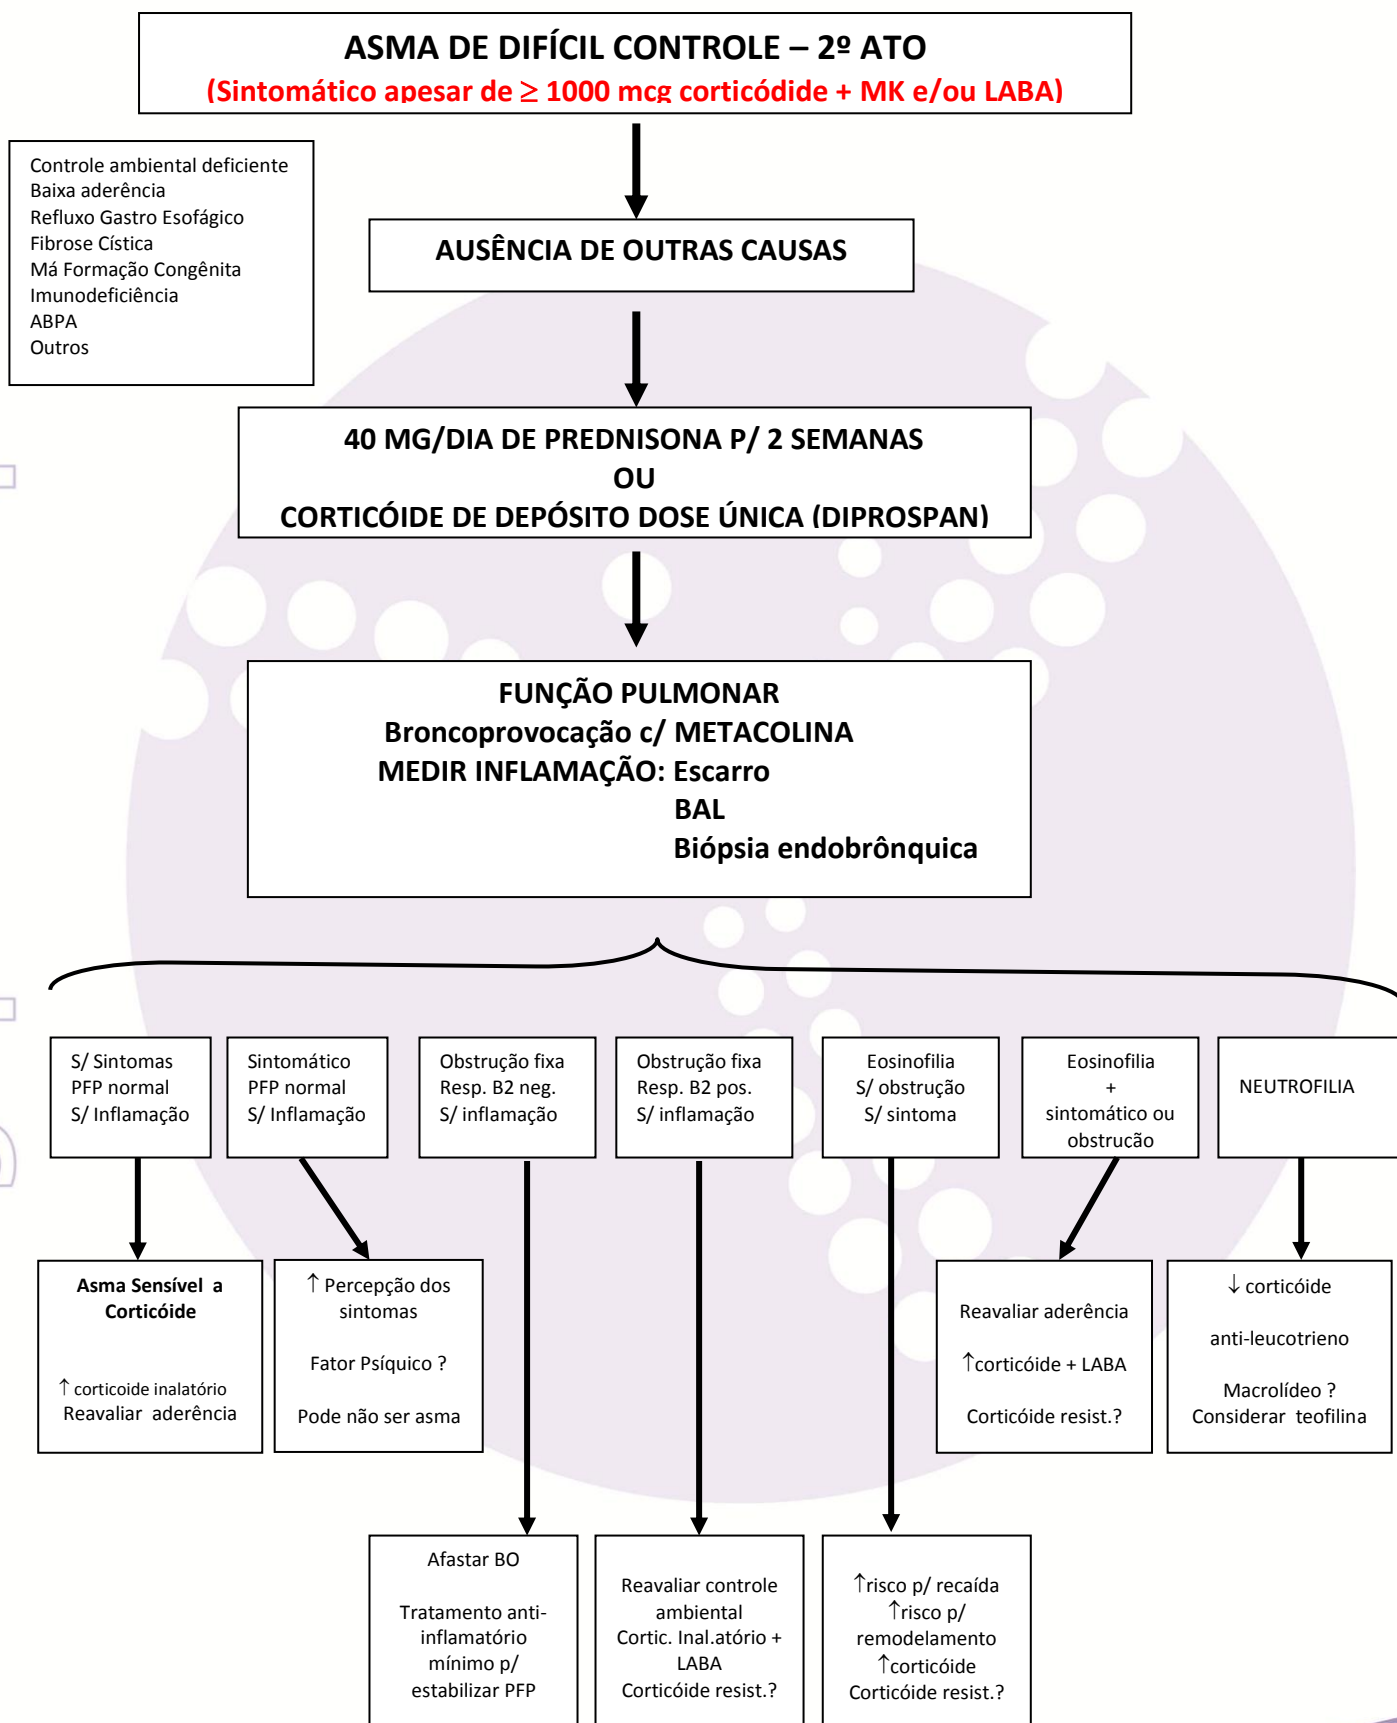 ASMA DE DIFÍCIL CONTROLE – 2º ATO
(Sintomático apesar de ≥ 1000 mcg corticódide + MK e/ou LABA)
Controle ambiental deficiente
Baixa aderência
Refluxo Gastro Esofágico
Fibrose Cística
Má Formação Congênita
Imunodeficiência
ABPA
Outros
AUSÊNCIA DE OUTRAS CAUSAS
40 MG/DIA DE PREDNISONA P/ 2 SEMANAS
OU
CORTICÓIDE DE DEPÓSITO DOSE ÚNICA (DIPROSPAN)
FUNÇÃO PULMONAR
Broncoprovocação c/ METACOLINA
MEDIR INFLAMAÇÃO: Escarro
BAL
Biópsia endobrônquica
S/ Sintomas
PFP normal
S/ Inflamação
Sintomático
PFP normal
S/ Inflamação
Obstrução fixa
Resp. B2 neg.
S/ inflamação
Obstrução fixa
Resp. B2 pos.
S/ inflamação
Eosinofilia
S/ obstrução
S/ sintoma
Eosinofilia
+
sintomático ou
obstrução
NEUTROFILIA
Asma Sensível a
Corticóide
↑ corticoide inalatório
Reavaliar aderência
↑ Percepção dos
sintomas
Fator Psíquico ?
Pode não ser asma
Reavaliar aderência
↑corticóide + LABA
Corticóide resist.?
↓ corticóide
anti-leucotrieno
Macrolídeo ?
Considerar teofilina
Afastar BO
Tratamento anti-
inflamatório
mínimo p/
estabilizar PFP
Reavaliar controle
ambiental
Cortic. Inal.atório +
LABA
Corticóide resist.?
↑risco p/ recaída
↑risco p/
remodelamento
↑corticóide
Corticóide resist.?